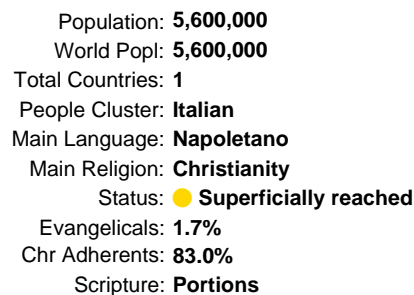 Population: 5,600,000
World Popl: 5,600,000
Total Countries: 1
People Cluster: Italian
Main Language: Napoletano
Main Religion: Christianity
Status: Superficially reached
Evangelicals: 1.7%
Chr Adherents: 83.0%
Scripture: Portions